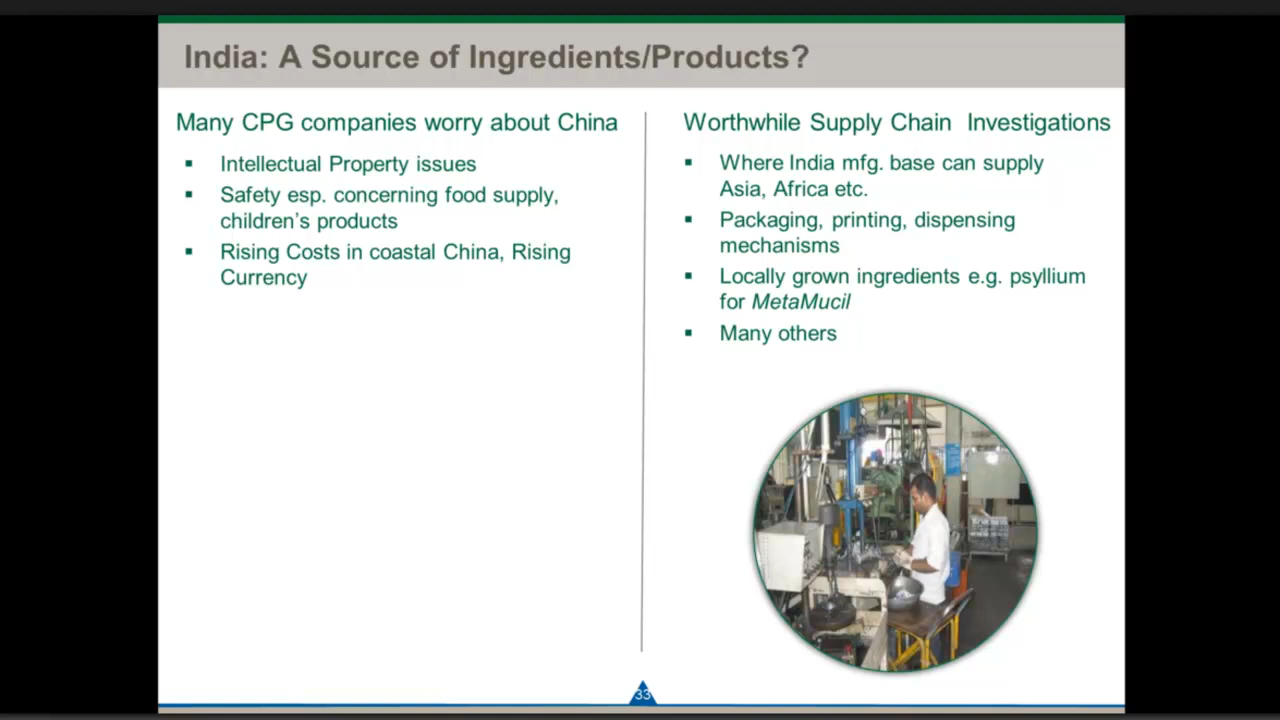 India: A Source of Ingredients/Products?
Many CPG companies worry about China
Intellectual Property issues
Safety esp. concerning food supply,
children's products
Rising Costs in coastal China, Rising
Currency
Worthwhile Supply Chain Investigations
Where India mfg. base can supply
Asia, Africa etc.
Packaging, printing, dispensing
mechanisms
Locally grown ingredients e.g. psyllium
for MetaMucil
Many others
33